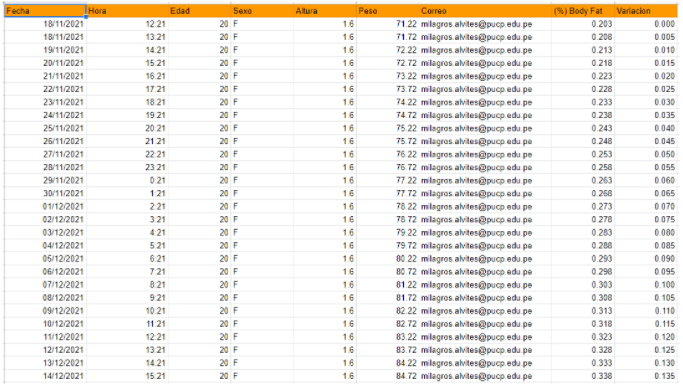 Fecha Hora Edad Sexo Altura Peso Correo (%) Body Fat Variacion
18/11/2021 12:21 20 F 1.6 71.22 milagros.alvites@pucp.edu.pe 0.203 0.000
18/11/2021 13:21 20 F 1.6 71.72 milagros.alvites@pucp.edu.pe 0.208 0.005
19/11/2021 14:21 20 F 1.6 72.22 milagros.alvites@pucp.edu.pe 0.213 0.010
20/11/2021 15:21 20 F 1.6 72.72 milagros.alvites@pucp.edu.pe 0.218 0.015
21/11/2021 16:21 20 F 1.6 73.22 milagros.alvites@pucp.edu.pe 0.223 0.020
22/11/2021 17:21 20 F 1.6 73.72 milagros.alvites@pucp.edu.pe 0.228 0.025
23/11/2021 18:21 20 F 1.6 74.22 milagros.alvites@pucp.edu.pe 0.233 0.030
24/11/2021 19:21 20 F 1.6 74.72 milagros.alvites@pucp.edu.pe 0.238 0.035
25/11/2021 20:21 20 F 1.6 75.22 milagros.alvites@pucp.edu.pe 0.243 0.040
26/11/2021 21:21 20 F 1.6 75.72 milagros.alvites@pucp.edu.pe 0.248 0.045
27/11/2021 22:21 20 F 1.6 76.22 milagros.alvites@pucp.edu.pe 0.253 0.050
28/11/2021 23:21 20 F 1.6 76.72 milagros.alvites@pucp.edu.pe 0.258 0.055
29/11/2021 0:21 20 F 1.6 77.22 milagros.alvites@pucp.edu.pe 0.263 0.060
30/11/2021 1:21 20 F 1.6 77.72 milagros.alvites@pucp.edu.pe 0.268 0.065
01/12/2021 2:21 20 F 1.6 78.22 milagros.alvites@pucp.edu.pe 0.273 0.070
02/12/2021 3:21 20 F 1.6 78.72 milagros.alvites@pucp.edu.pe 0.278 0.075
03/12/2021 4:21 20 F 1.6 79.22 milagros.alvites@pucp.edu.pe 0.283 0.080
04/12/2021 5:21 20 F 1.6 79.72 milagros.alvites@pucp.edu.pe 0.288 0.085
05/12/2021 6:21 20 F 1.6 80.22 milagros.alvites@pucp.edu.pe 0.293 0.090
06/12/2021 7:21 20 F 1.6 80.72 milagros.alvites@pucp.edu.pe 0.298 0.095
07/12/2021 8:21 20 F 1.6 81.22 milagros.alvites@pucp.edu.pe 0.303 0.100
08/12/2021 9:21 20 F 1.6 81.72 milagros.alvites@pucp.edu.pe 0.308 0.105
09/12/2021 10:21 20 F 1.6 82.22 milagros.alvites@pucp.edu.pe 0.313 0.110
10/12/2021 11:21 20 F 1.6 82.72 milagros.alvites@pucp.edu.pe 0.318 0.115
11/12/2021 12:21 20 F 1.6 83.22 milagros.alvites@pucp.edu.pe 0.323 0.120
12/12/2021 13:21 20 F 1.6 83.72 milagros.alvites@pucp.edu.pe 0.328 0.125
13/12/2021 14:21 20 F 1.6 84.22 milagros.alvites@pucp.edu.pe 0.333 0.130
14/12/2021 15:21 20 F 1.6 84.72 milagros.alvites@pucp.edu.pe 0.338 0.135